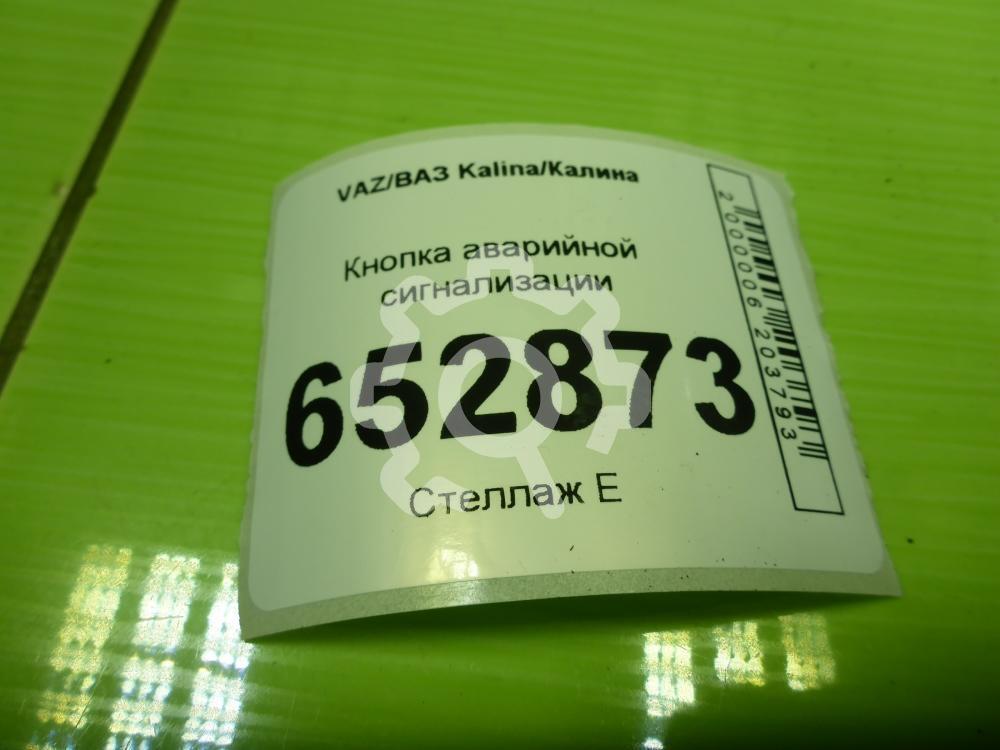 VAZ/ВАЗ Kalina/Калина
Кнопка аварийной
сигнализации
652873
Стеллаж E
2000006203793